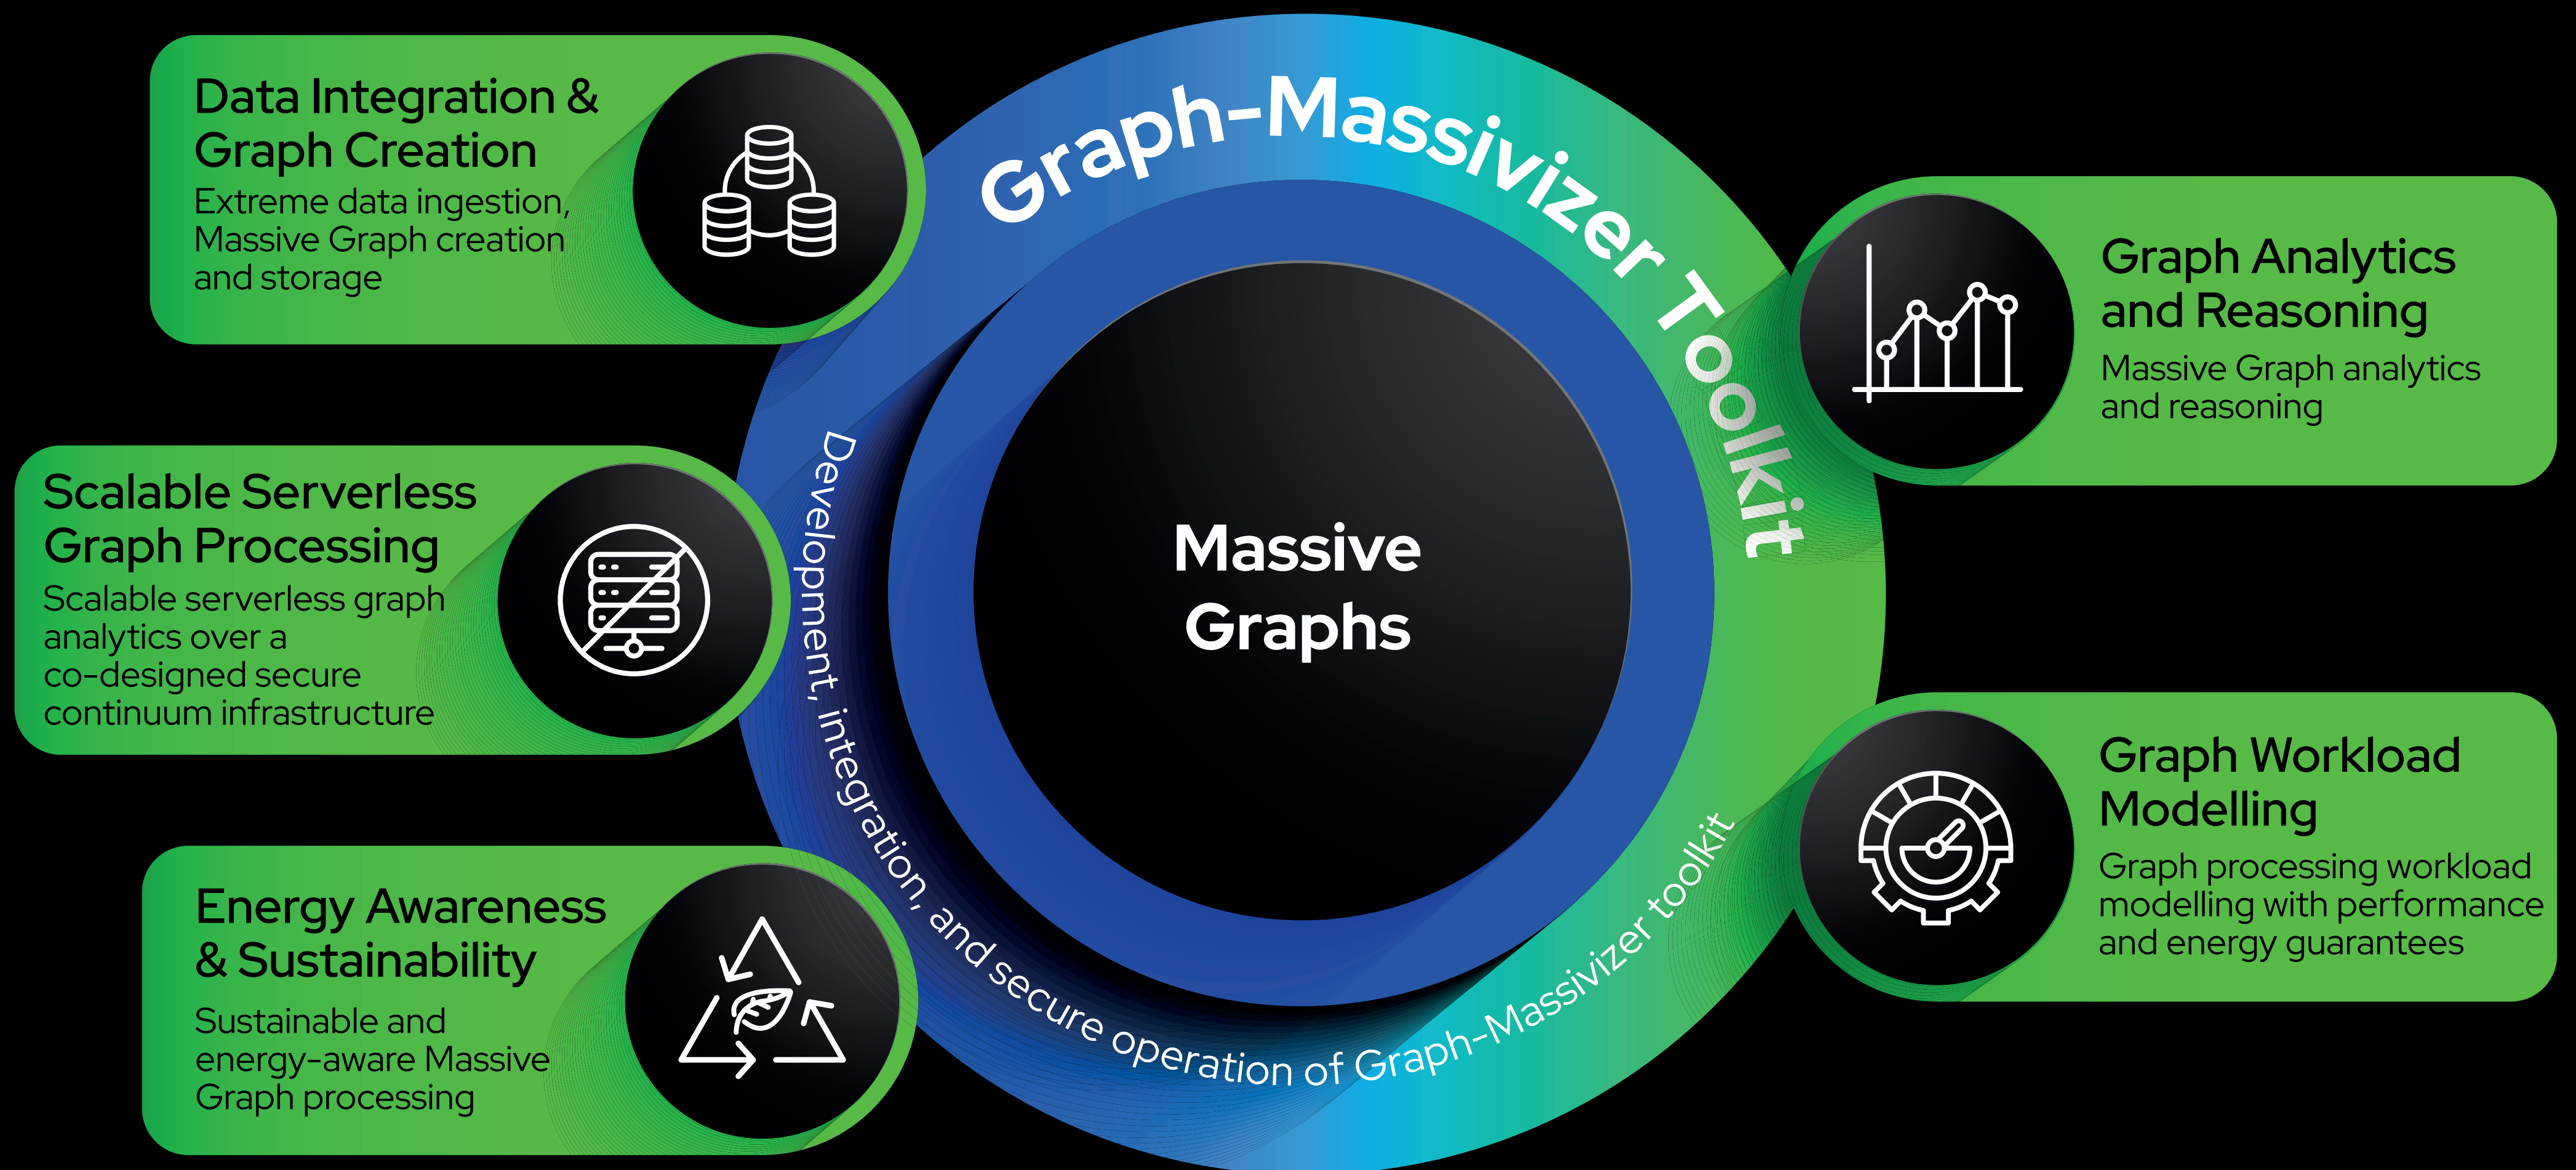 Graph-Massivizer Toolkit
Data Integration &
Graph Creation
Extreme data ingestion,
Massive Graph creation
and storage
Scalable Serverless
Graph Processing
Scalable serverless graph
analytics over a
co-designed secure
continuum infrastructure
Energy Awareness
& Sustainability
Sustainable and
energy-aware Massive
Graph processing
Massive
Graphs
Development, integration, and secure operation of Graph-Massivizer toolkit
Graph Analytics
and Reasoning
Massive Graph analytics
and reasoning
Graph Workload
Modelling
Graph processing workload
modelling with performance
and energy guarantees